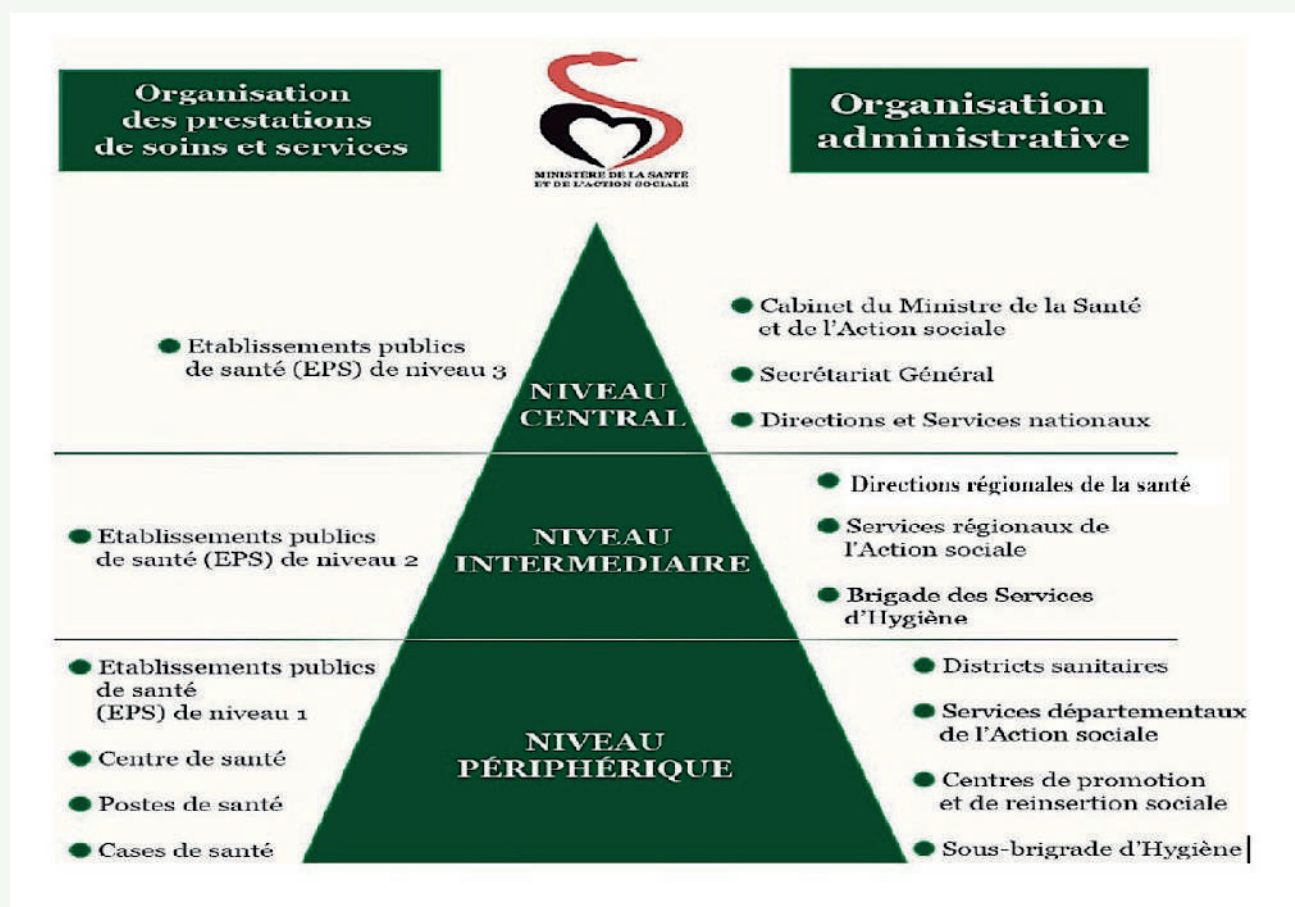 Organisation
des prestations
de soins et services
MINISTÈRE DE LA SANTÉ
ET DE L'ACTION SOCIALE
Organisation
administrative
Etablissements publics
de santé (EPS) de niveau 3
NIVEAU
CENTRAL
Cabinet du Ministre de la Santé
et de l'Action sociale
Secrétariat Général
Directions et Services nationaux
Etablissements publics
de santé (EPS) de niveau 2
NIVEAU
INTERMEDIAIRE
Directions régionales de la santé
Services régionaux de
l'Action sociale
Brigade des Services
d'Hygiène
Etablissements publics
de santé
(EPS) de niveau 1
Centre de santé
Postes de santé
Cases de santé
NIVEAU
PÉRIPHÉRIQUE
Districts sanitaires
Services départementaux
de l'Action sociale
Centres de promotion
et de reinsertion sociale
Sous-brigrade d'Hygiène